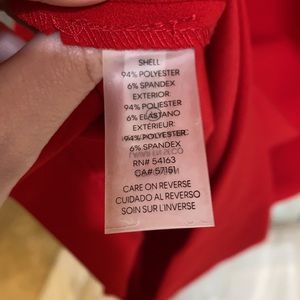 SHELL
94% POLYESTER
6% SPANDEX
EXTERIOR:
94% POLIESTER
6% ELASTANO
EXTÉRIEUR:
94% POLYESTER
6% SPANDEX
RN# 54163
CA# 57151
CARE ON REVERSE
CUIDADO AL REVERSO
SOIN SUR L'INVERSE